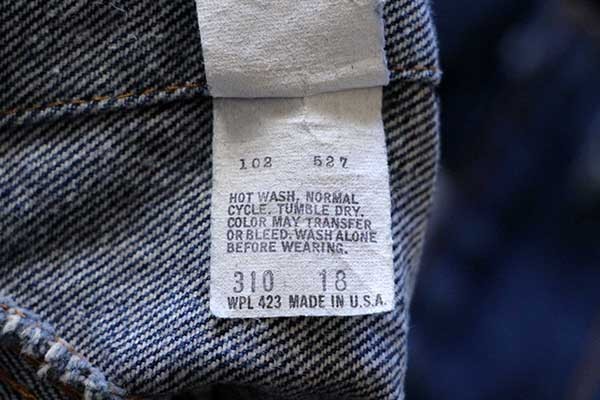 102 527
HOT WASH, NORMAL
CYCLE. TUMBLE DRY.
COLOR MAY TRANSFER
OR BLEED. WASH ALONE
BEFORE WEARING.
310 18
WPL 423 MADE IN U.S.A.